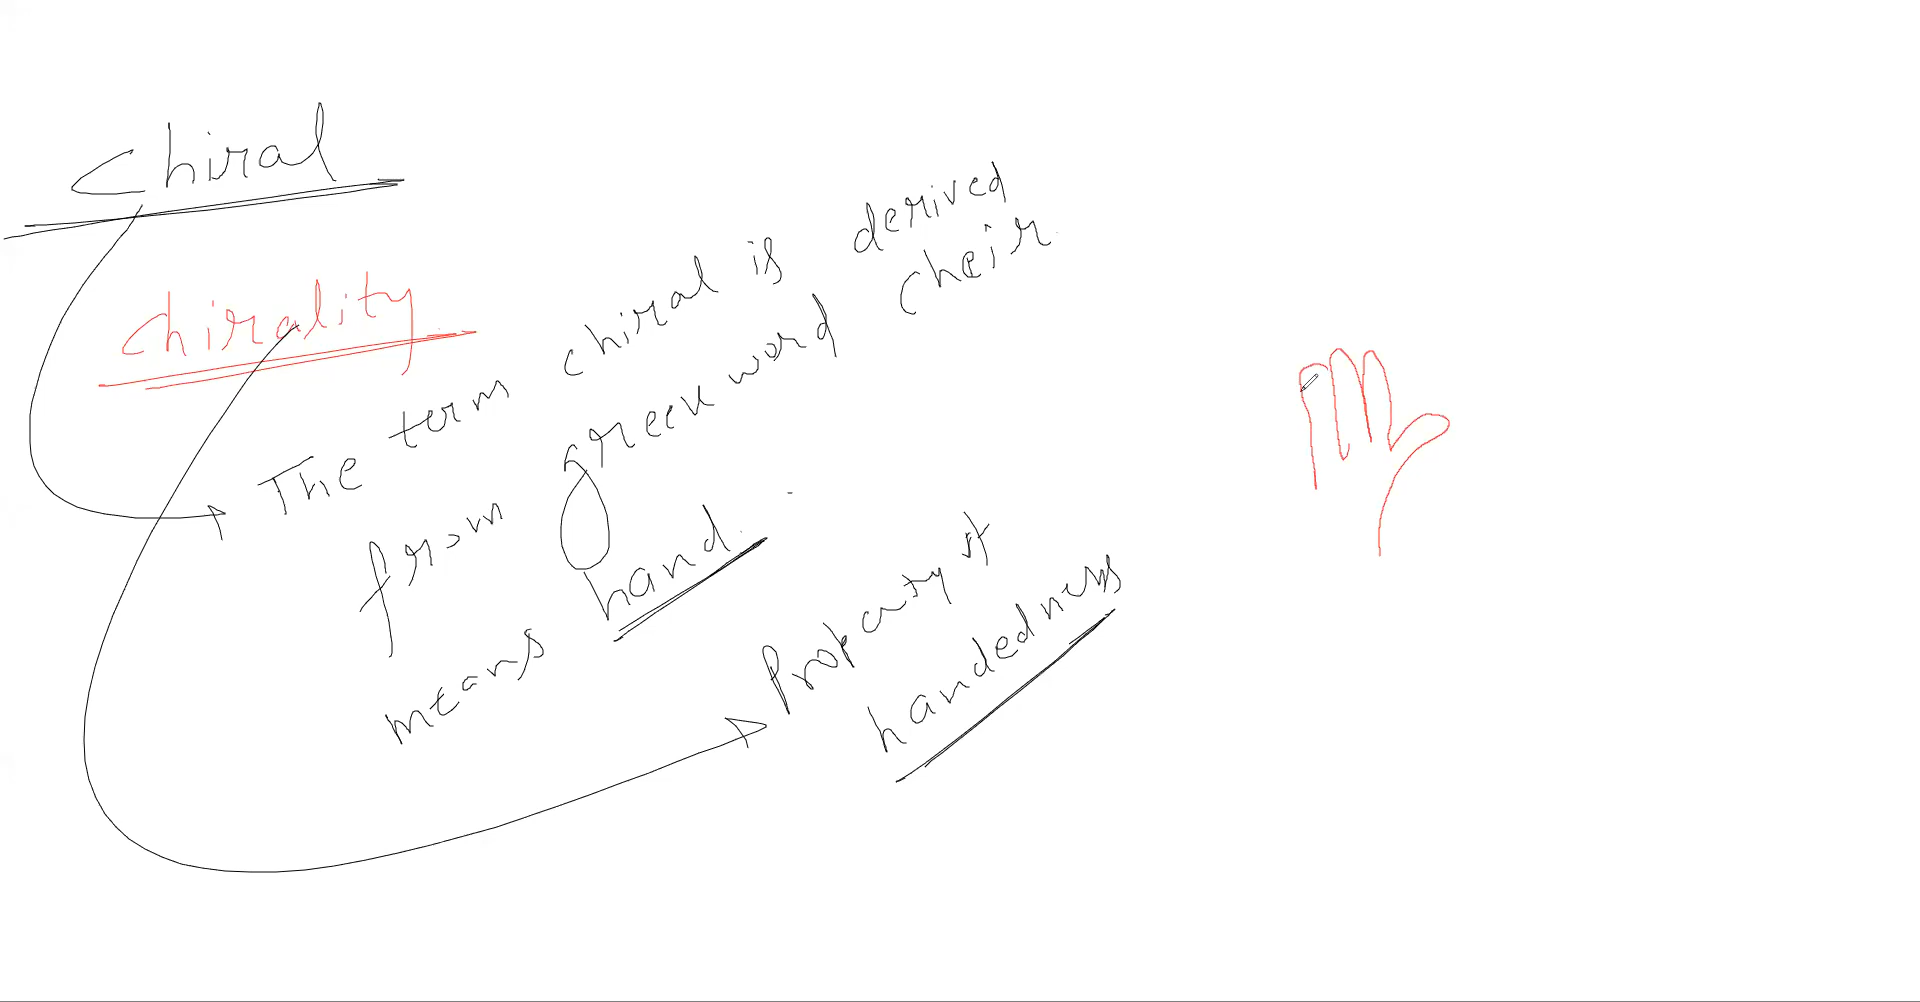 Chiral
Chirality
The term chiral is derived
from greek word cheir
means hand.
Property of
handedness